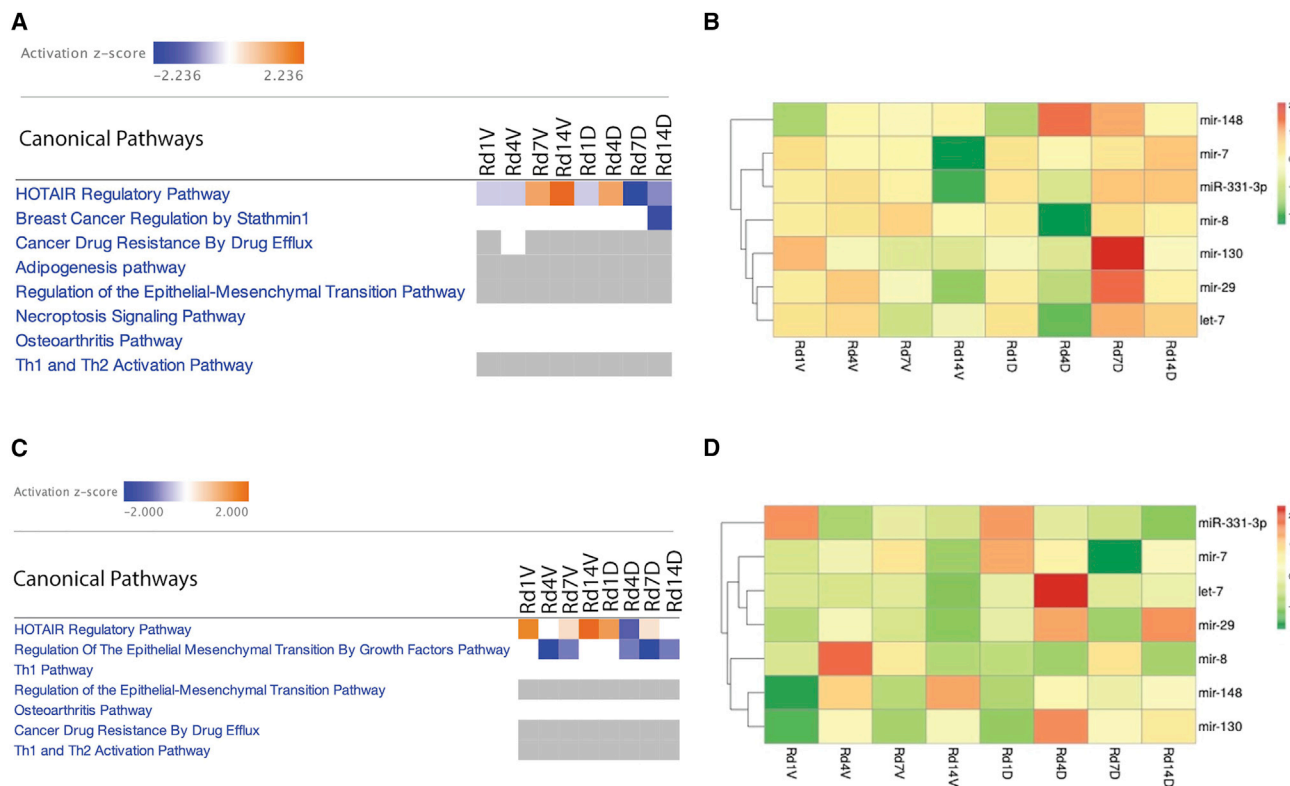 A
Activation z-score
-2.236 2.236
Canonical Pathways
Rd1V Rd4V Rd7V Rd14V Rd1D Rd4D Rd7D Rd14D
HOTAIR Regulatory Pathway
Breast Cancer Regulation by Stathmin1
Cancer Drug Resistance By Drug Efflux
Adipogenesis pathway
Regulation of the Epithelial-Mesenchymal Transition Pathway
Necroptosis Signaling Pathway
Osteoarthritis Pathway
Th1 and Th2 Activation Pathway
B
mir-148
mir-7
miR-331-3p
mir-8
mir-130
mir-29
let-7
Rd1V Rd4V Rd7V Rd14V Rd1D Rd4D Rd7D Rd14D
C
Activation z-score
-2.000 2.000
Canonical Pathways
Rd1V Rd4V Rd7V Rd14V Rd1D Rd4D Rd7D Rd14D
HOTAIR Regulatory Pathway
Regulation Of The Epithelial Mesenchymal Transition By Growth Factors Pathway
Th1 Pathway
Regulation of the Epithelial-Mesenchymal Transition Pathway
Osteoarthritis Pathway
Cancer Drug Resistance By Drug Efflux
Th1 and Th2 Activation Pathway
D
miR-331-3p
mir-7
let-7
mir-29
mir-8
mir-148
mir-130
Rd1V Rd4V Rd7V Rd14V Rd1D Rd4D Rd7D Rd14D